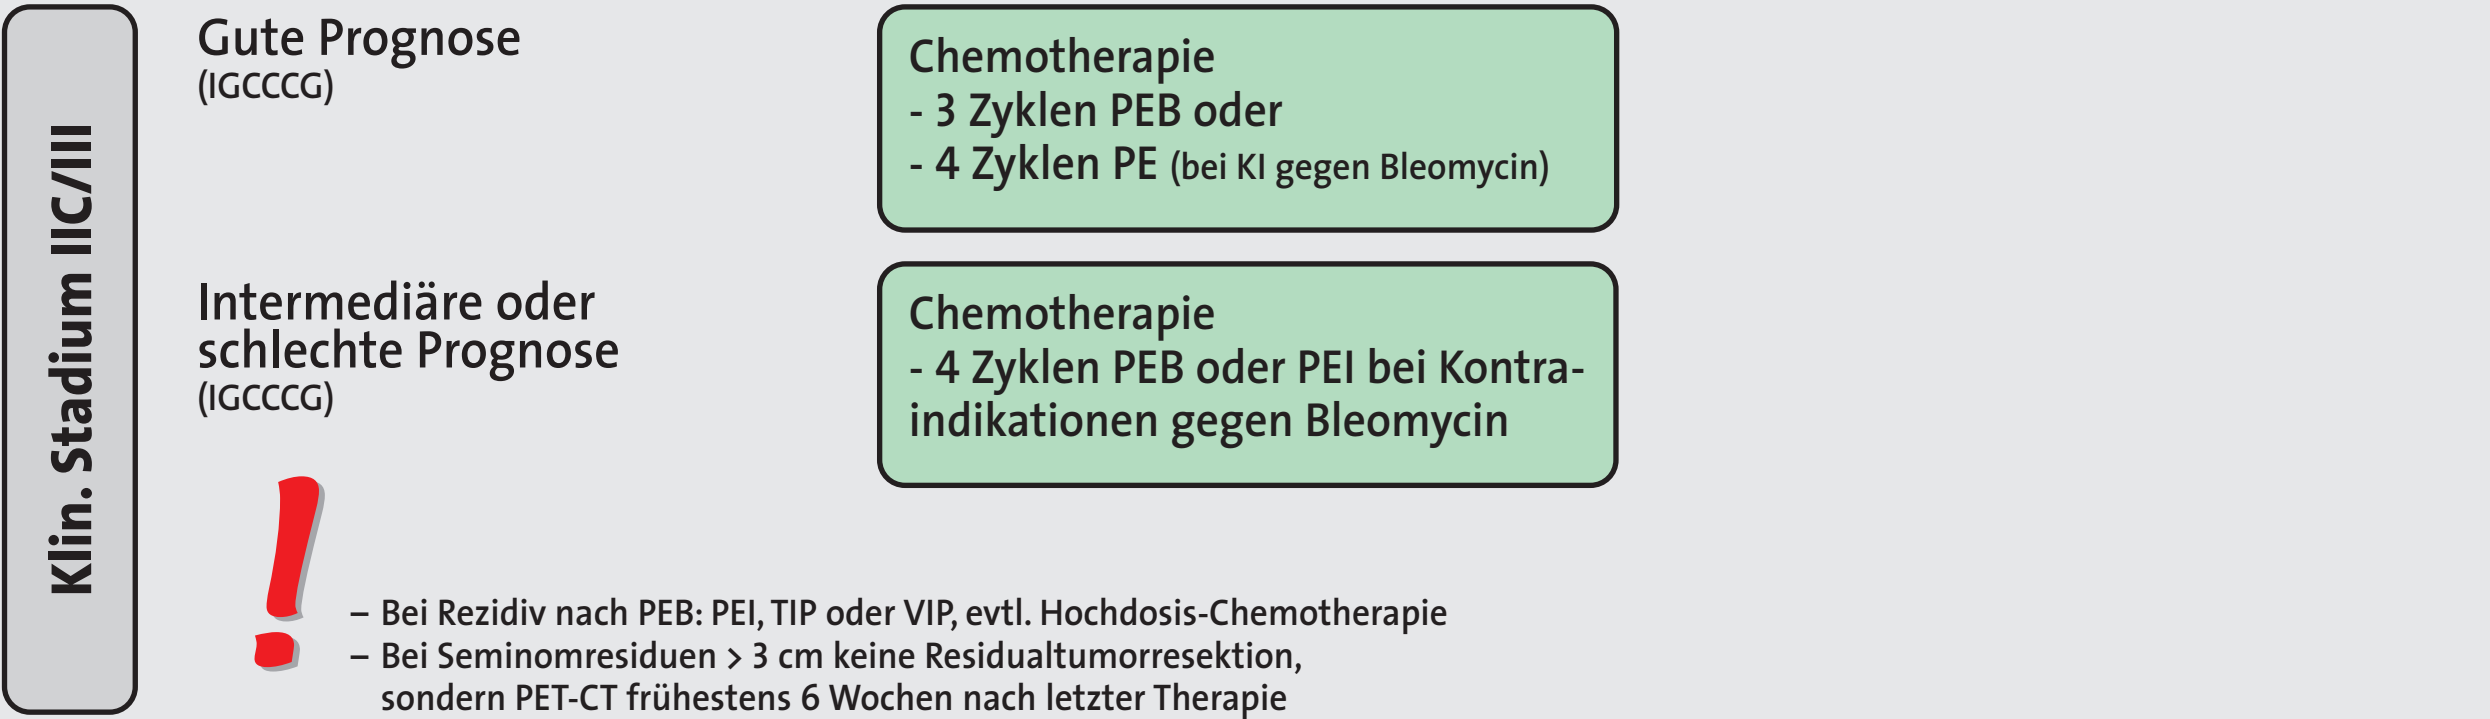 Klin. Stadium IIC/III
Gute Prognose
(IGCCCG)
Chemotherapie
- 3 Zyklen PEB oder
- 4 Zyklen PE (bei KI gegen Bleomycin)
Intermediäre oder
schlechte Prognose
(IGCCCG)
Chemotherapie
- 4 Zyklen PEB oder PEI bei Kontra-
indikationen gegen Bleomycin
!
– Bei Rezidiv nach PEB: PEI, TIP oder VIP, evtl. Hochdosis-Chemotherapie
– Bei Seminomresiduen > 3 cm keine Residualtumorresektion,
sondern PET-CT frühestens 6 Wochen nach letzter Therapie